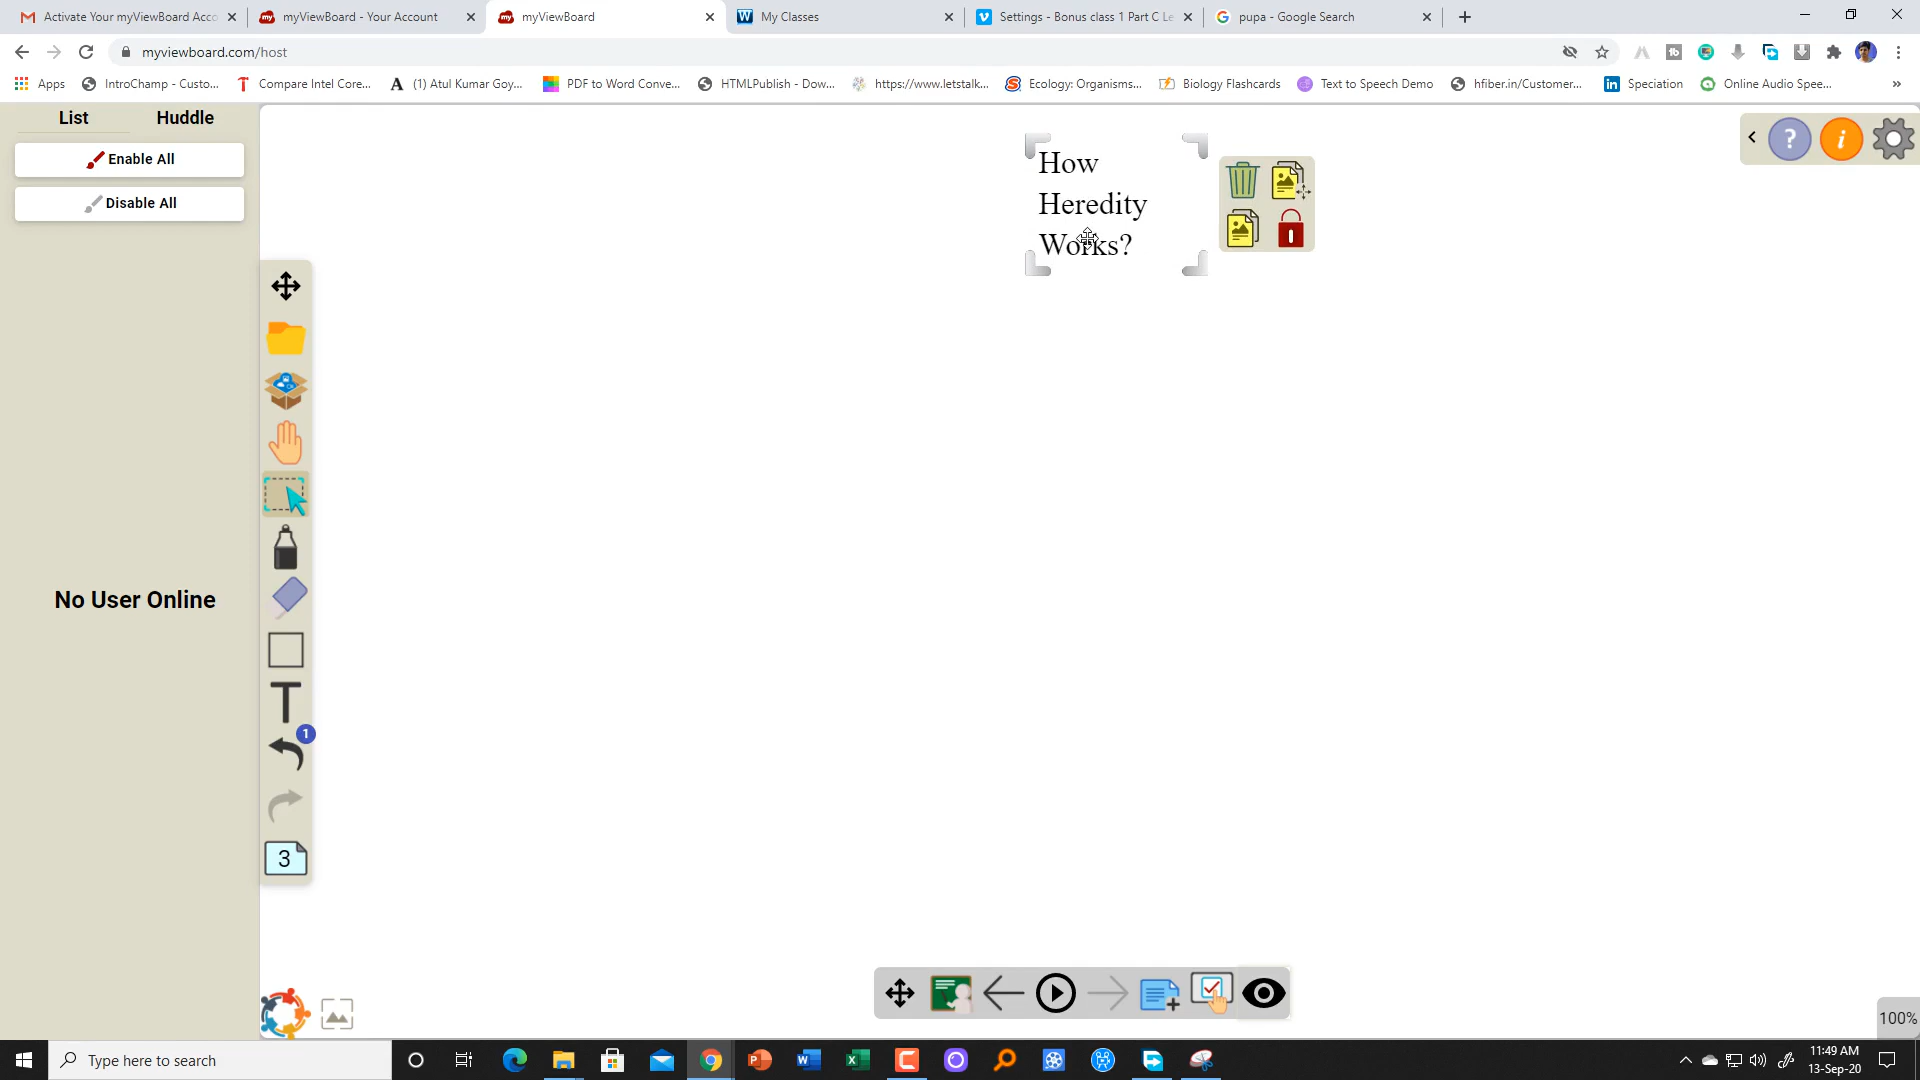 Activate Your myViewBoard Acco
myViewBoard - Your Account
myViewBoard
My Classes
Settings - Bonus class 1 Part C Le
pupa - Google Search
myviewboard.com/host
Apps
IntroChamp - Custo...
Compare Intel Core...
(1) Atul Kumar Goy...
PDF to Word Conve...
HTMLPublish - Dow...
https://www.letstalk...
Ecology: Organisms...
Biology Flashcards
Text to Speech Demo
hfiber.in/Customer...
Speciation
Online Audio Spee...
List
Huddle
Enable All
Disable All
How
Heredity
Works?
No User Online
1
3
100%
Type here to search
11:49 AM
13-Sep-20